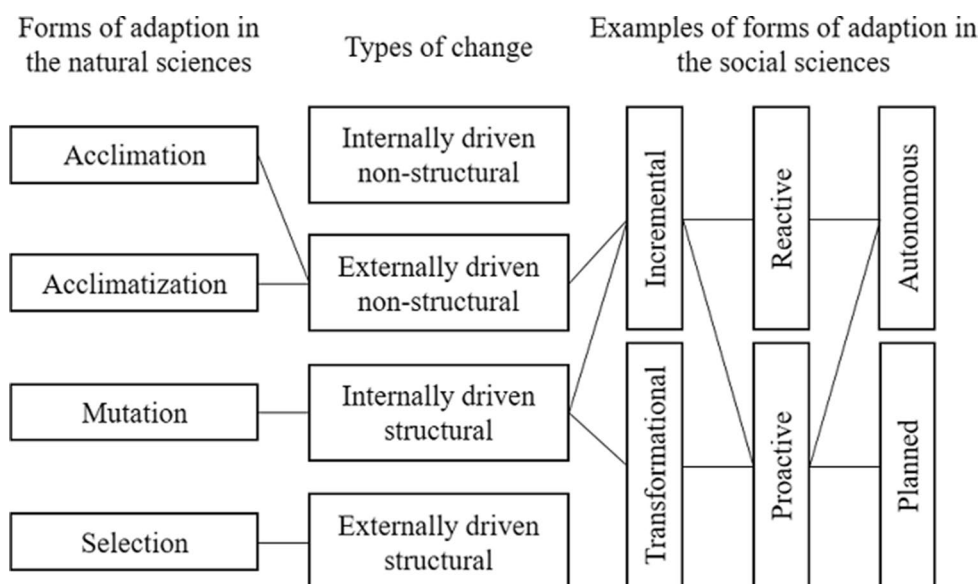 Forms of adaption in
the natural sciences
Types of change
Examples of forms of adaption in
the social sciences
Acclimation
Acclimatization
Mutation
Selection
Internally driven
non-structural
Externally driven
non-structural
Internally driven
structural
Externally driven
structural
Incremental
Transformational
Reactive
Proactive
Autonomous
Planned